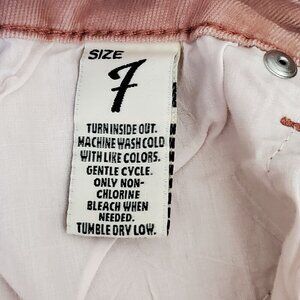 SIZE
7
TURN INSIDE OUT.
MACHINE WASH COLD
WITH LIKE COLORS.
GENTLE CYCLE.
ONLY NON-
CHLORINE
BLEACH WHEN
NEEDED.
TUMBLE DRY LOW.